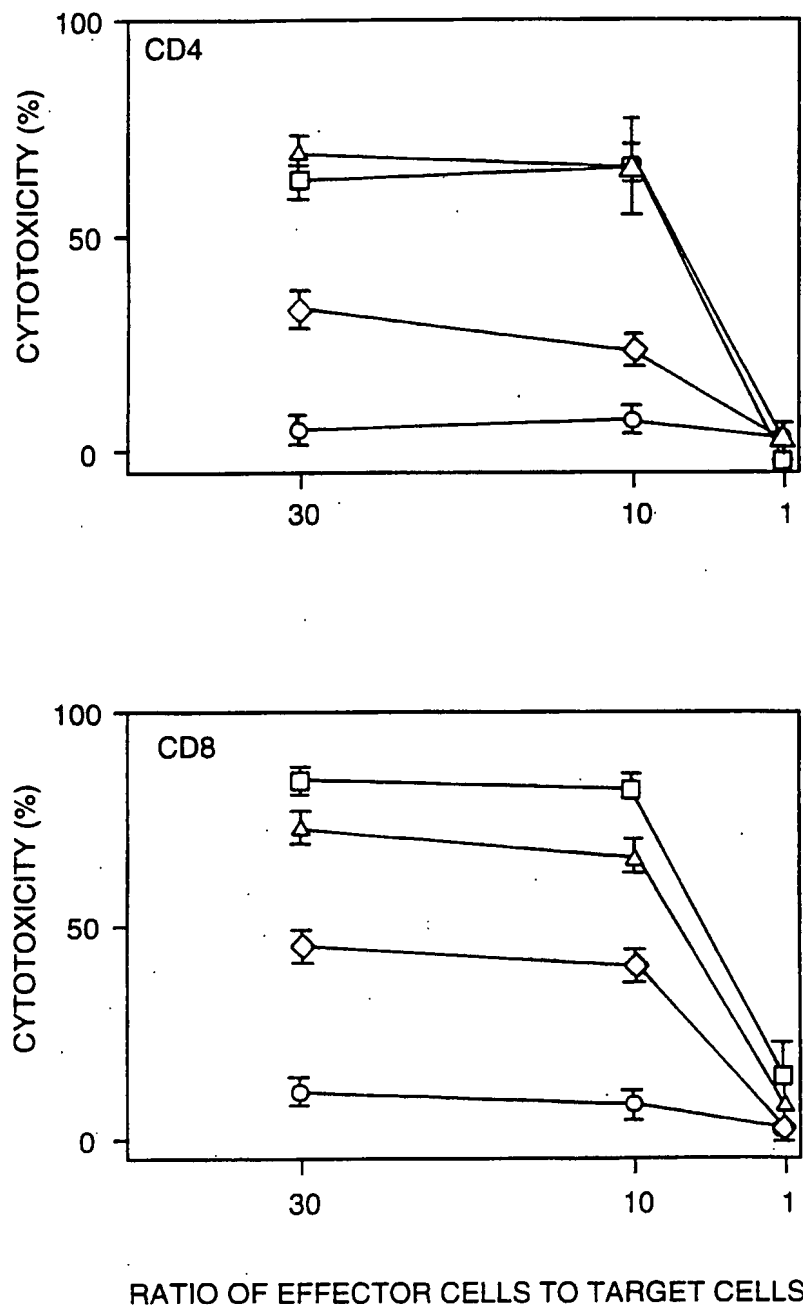 100
CD4
CYTOTOXICITY (%)
50
0
30 10 1
100
CD8
CYTOTOXICITY (%)
50
0
30 10 1
RATIO OF EFFECTOR CELLS TO TARGET CELLS